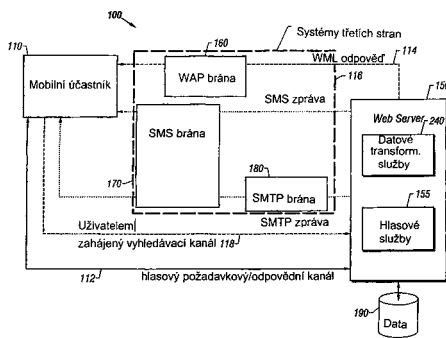 100
Systémy třetích stran
110
160
WML odpověď
114
Mobilní účastník
WAP brána
116
150
SMS zpráva
Web Server
240
SMS brána
Datové
transform.
služby
180
170
SMTP brána
155
Hlasové
služby
Uživatelem
SMTP zpráva
zahájený vyhledávací kanál
118
112
hlasový požadavkový/odpovědní kanál
190
Data